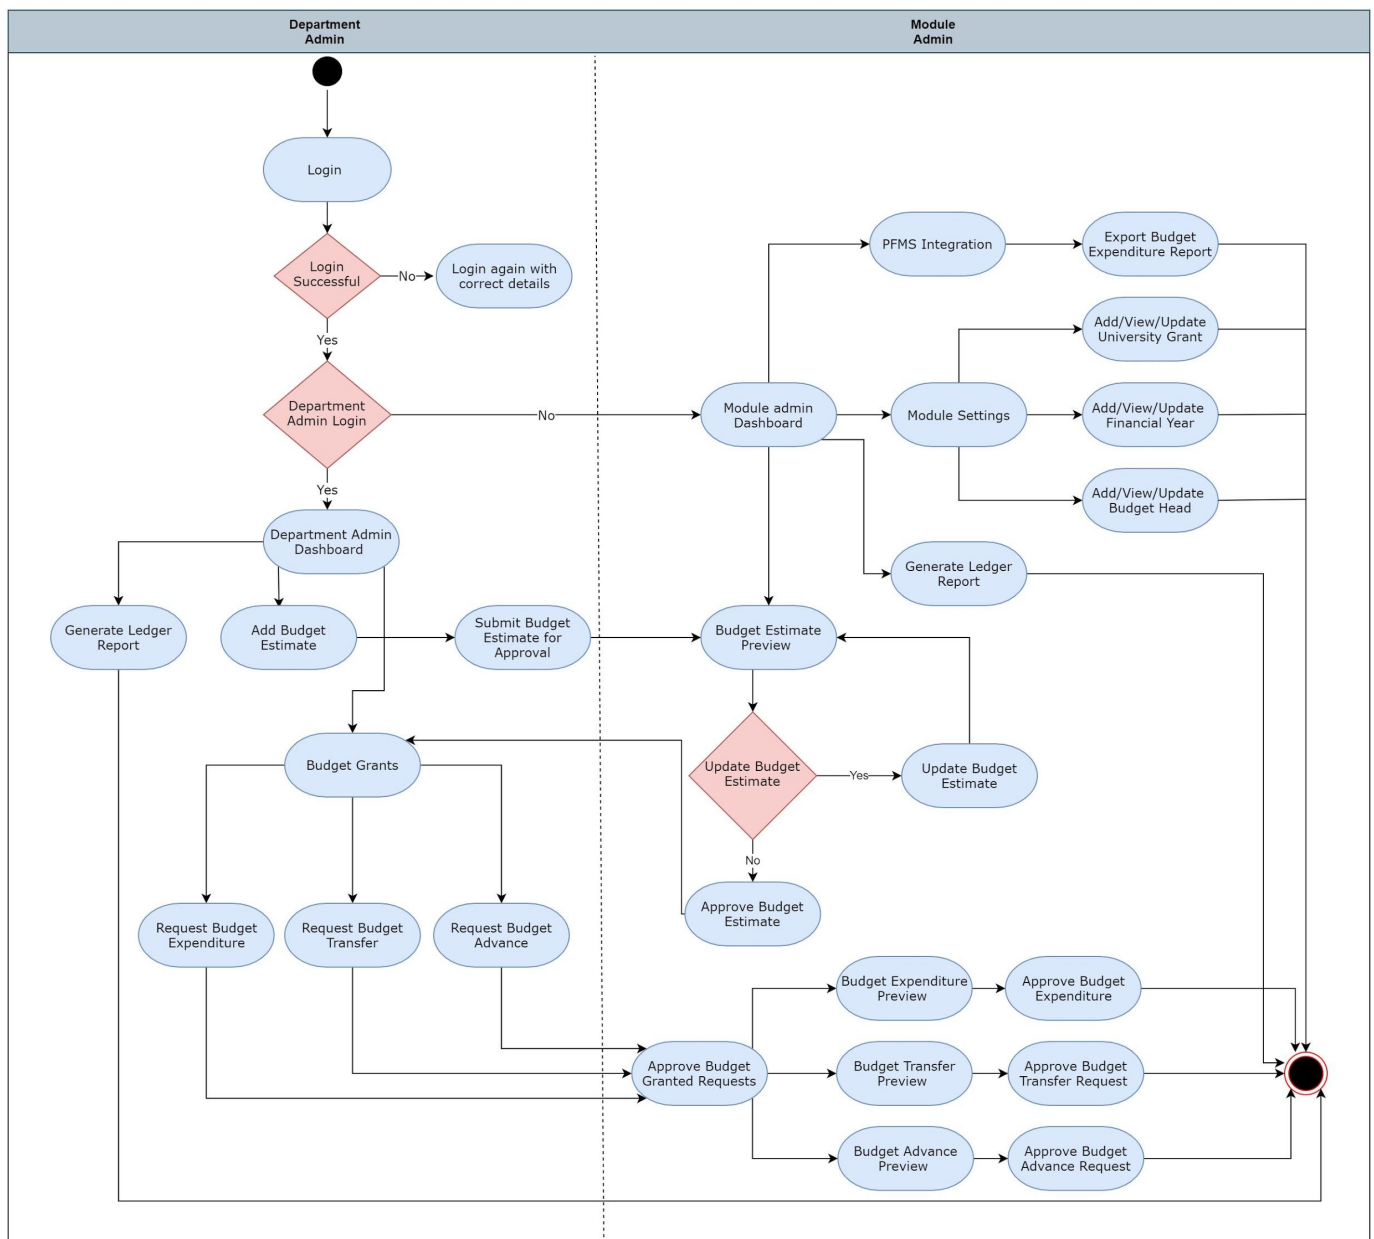 Department
Admin
Module
Admin
Login
Login
Successful
No
Login again with
correct details
Yes
PFMS Integration
Export Budget
Expenditure Report
Add/View/Update
University Grant
Department
Admin Login
No
Module admin
Dashboard
Module Settings
Add/View/Update
Financial Year
Yes
Add/View/Update
Budget Head
Department Admin
Dashboard
Generate Ledger
Report
Generate Ledger
Report
Add Budget
Estimate
Submit Budget
Estimate for
Approval
Budget Estimate
Preview
Budget Grants
Update Budget
Estimate
Yes
Update Budget
Estimate
No
Request Budget
Expenditure
Request Budget
Transfer
Request Budget
Advance
Approve Budget
Estimate
Budget Expenditure
Preview
Approve Budget
Expenditure
Approve Budget
Granted Requests
Budget Transfer
Preview
Approve Budget
Transfer Request
Budget Advance
Preview
Approve Budget
Advance Request